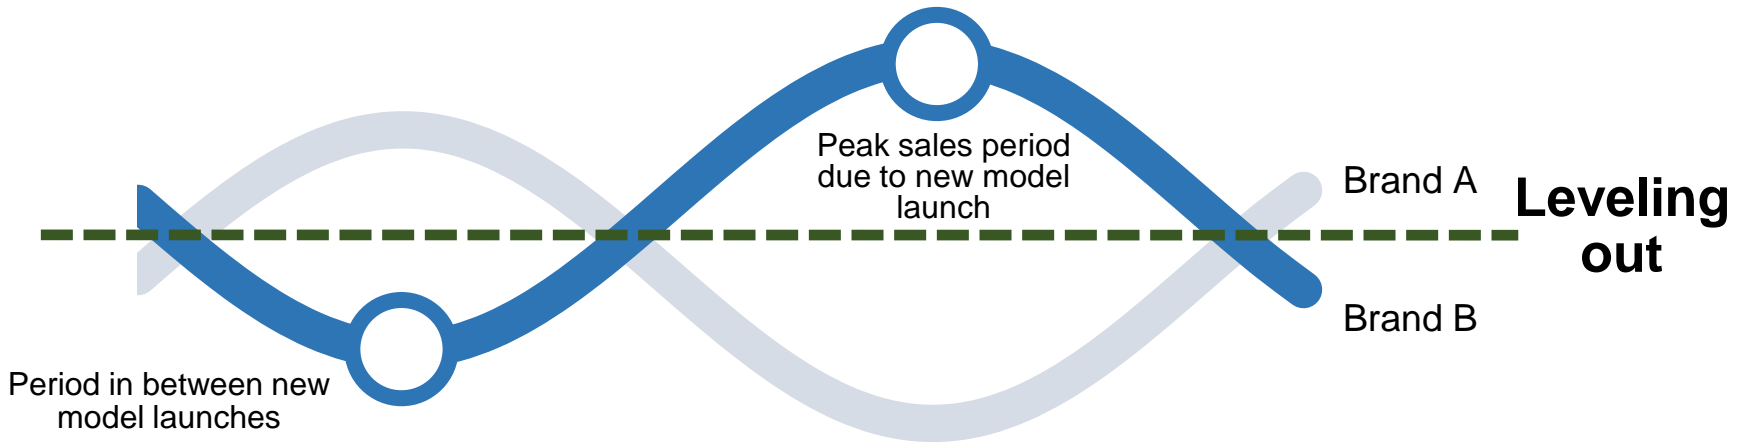 Peak sales period
due to new model
launch
Brand A
Leveling
out
Brand B
Period in between new
model launches